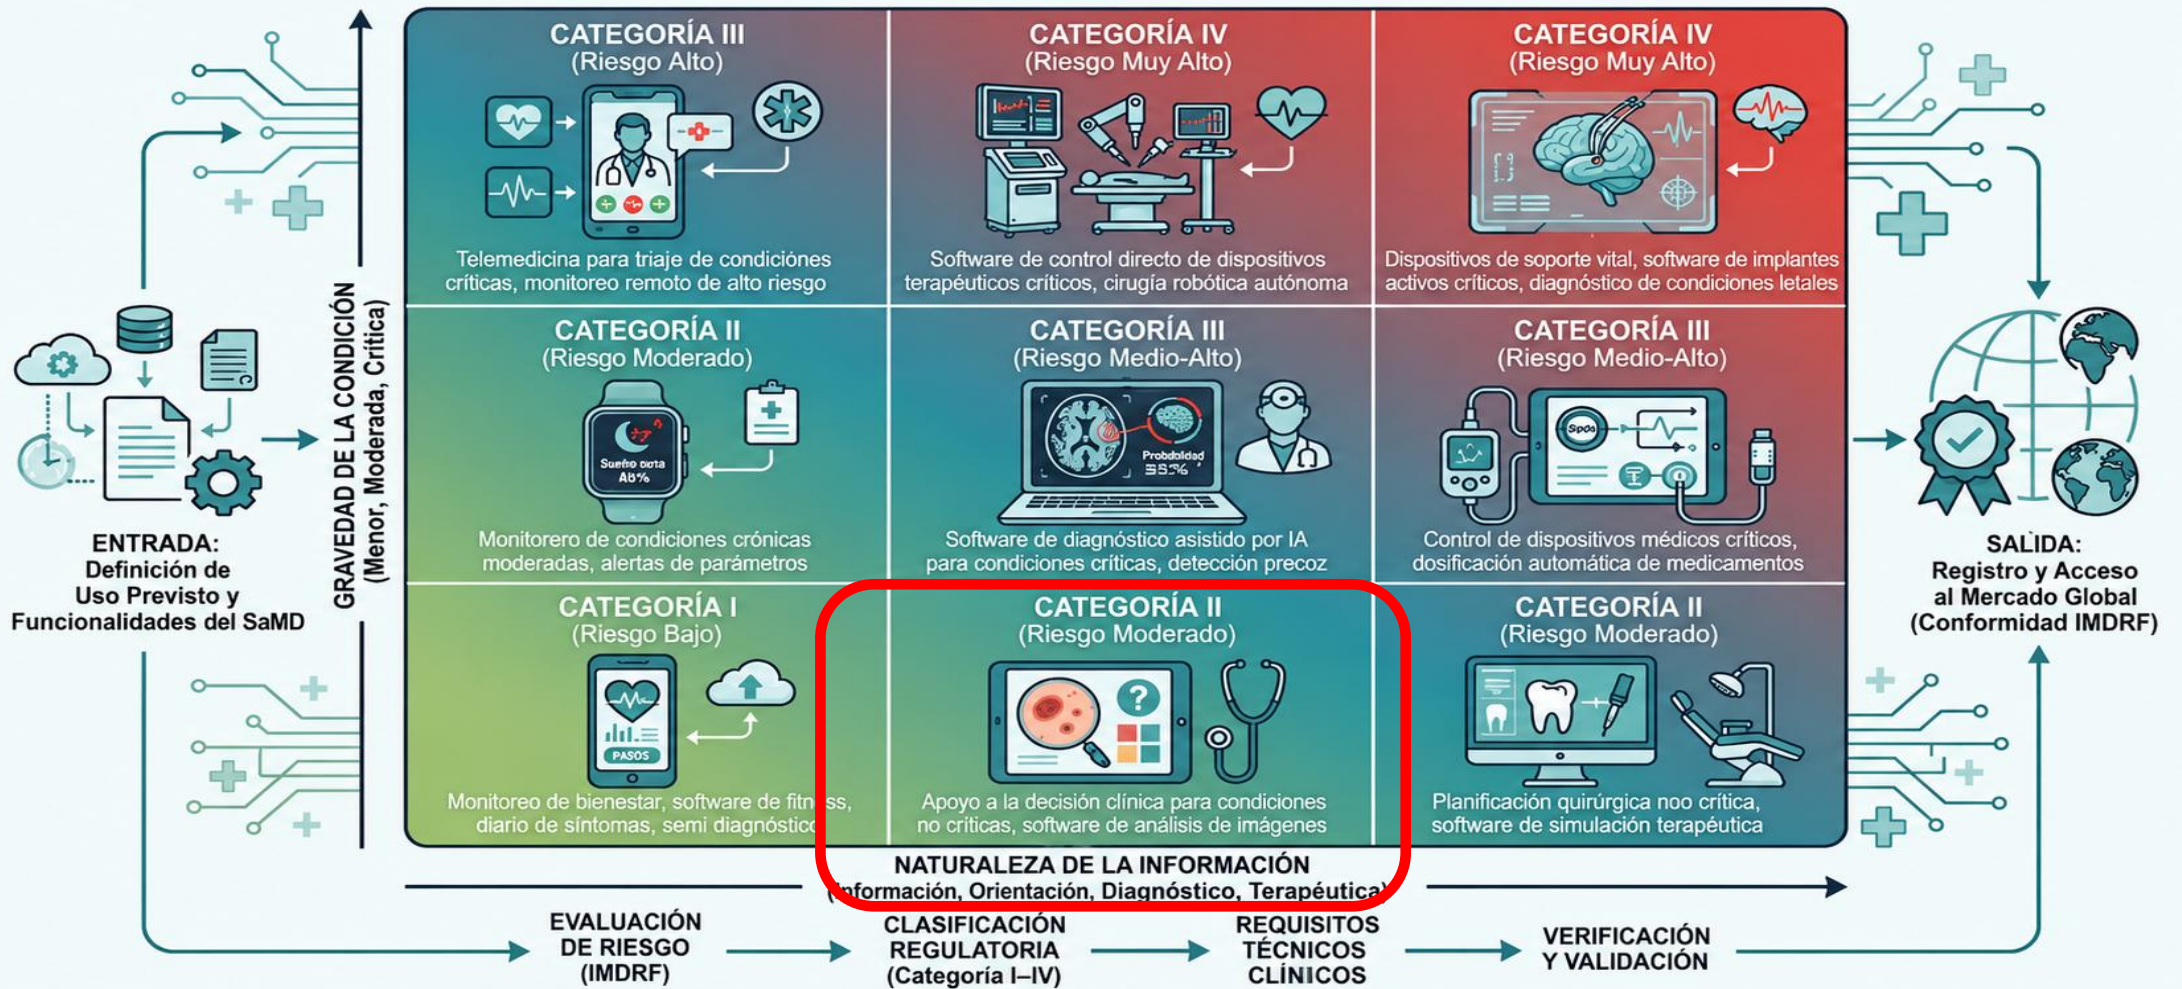 CATEGORÍA III
(Riesgo Alto)
Telemedicina para triaje de condiciónes
críticas, monitoreo remoto de alto riesgo
CATEGORÍA IV
(Riesgo Muy Alto)
Software de control directo de dispositivos
terapéuticos críticos, cirugía robótica autónoma
CATEGORÍA IV
(Riesgo Muy Alto)
Dispositivos de soporte vital, software de implantes
activos críticos, diagnóstico de condiciones letales
GRAVEDAD DE LA CONDICIÓN
(Menor, Moderada, Crítica)
CATEGORÍA II
(Riesgo Moderado)
Sueño
A8%
Monitorero de condiciones crónicas
moderadas, alertas de parámetros
CATEGORÍA III
(Riesgo Medio-Alto)
Software de diagnóstico asistido por IA
para condiciones críticas, detección precoz
CATEGORÍA III
(Riesgo Medio-Alto)
Control de dispositivos médicos críticos,
dosificación automática de medicamentos
ENTRADA:
Definición de
Uso Previsto y
Funcionalidades del SaMD
SALIDA:
Registro y Acceso
al Mercado Global
(Conformidad IMDRF)
CATEGORÍA I
(Riesgo Bajo)
PASOS
Monitoreo de bienestar, software de fitness,
diario de síntomas, semi diagnóstico
CATEGORÍA II
(Riesgo Moderado)
?
Apoyo a la decisión clínica para condiciones
no críticas, software de análisis de imágenes
CATEGORÍA II
(Riesgo Moderado)
Planificación quirúrgica noo crítica,
software de simulación terapéutica
NATURALEZA DE LA INFORMACIÓN
(Información, Orientación, Diagnóstico, Terapéutica)
EVALUACIÓN
DE RIESGO
(IMDRF)
CLASIFICACIÓN
REGULATORIA
(Categoría I–IV)
REQUISITOS
TÉCNICOS
CLÍNICOS
VERIFICACIÓN
Y VALIDACIÓN